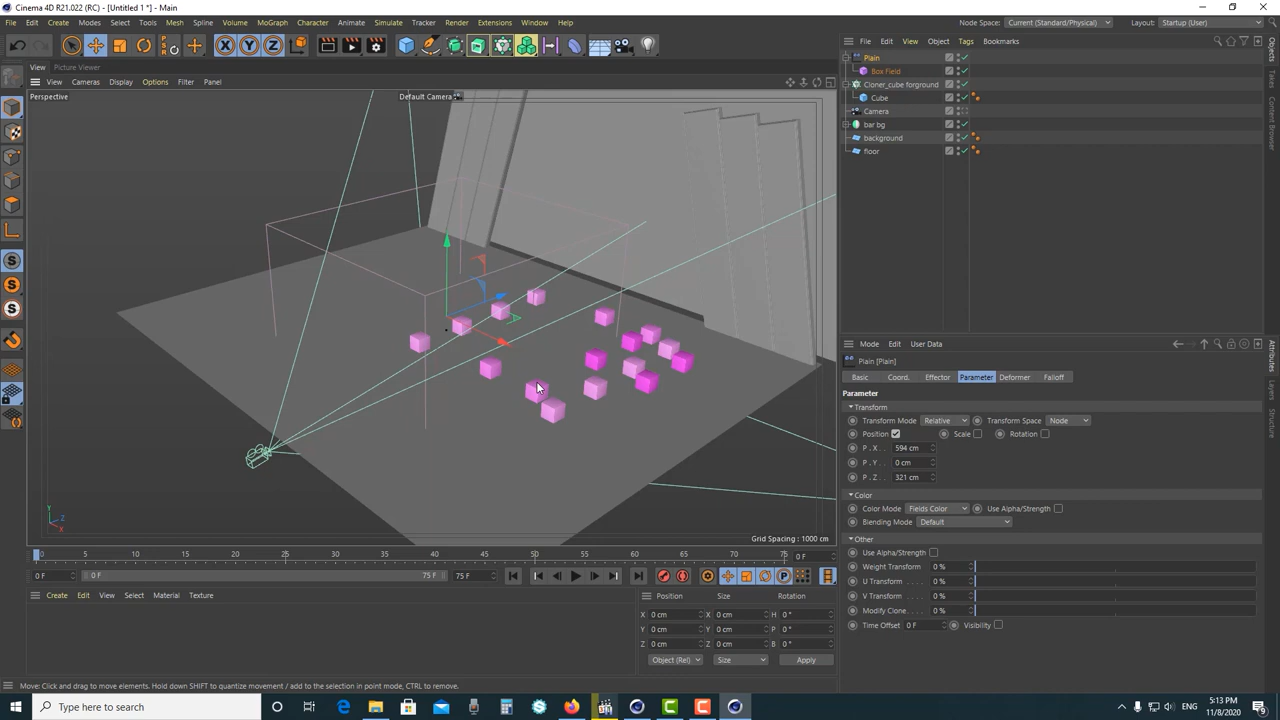 Cinema 4D R21.022 (RC) - [Untitled 1 *] - Main
File Edit Create Modes Select Tools Mesh Spline Volume MoGraph Character Animate Simulate Tracker Render Extensions Window Help
Node Space: Current (Standard/Physical) Layout: Startup (User)
View Picture Viewer
View Cameras Display Options Filter Panel
Perspective
Default Camera
Grid Spacing : 1000 cm
File Edit View Object Tags Bookmarks
Plain
Box Field
Cloner_cube forground
Cube
Camera
bar bg
background
floor
Objects
Takes
Content Browser
Attributes
Layers
Structure
Mode Edit User Data
Plain [Plain]
Basic Coord. Effector Parameter Deformer Falloff
Parameter
Transform
Transform Mode Relative Transform Space Node
Position Scale Rotation
P . X 594 cm
P . Y 0 cm
P . Z 321 cm
Color
Color Mode Fields Color Use Alpha/Strength
Blending Mode Default
Other
Use Alpha/Strength
Weight Transform 0 %
U Transform 0 %
V Transform 0 %
Modify Clone 0 %
Time Offset 0 F Visibility
0 5 10 15 20 25 30 35 40 45 50 55 60 65 70 75 0 F
0 F 0 F 75 F 75 F
Create Edit View Select Material Texture
Position Size Rotation
X 0 cm X 0 cm H 0 °
Y 0 cm Y 0 cm P 0 °
Z 0 cm Z 0 cm B 0 °
Object (Rel) Size Apply
Move: Click and drag to move elements. Hold down SHIFT to quantize movement / add to the selection in point mode, CTRL to remove.
Type here to search
ENG
5:13 PM
11/8/2020